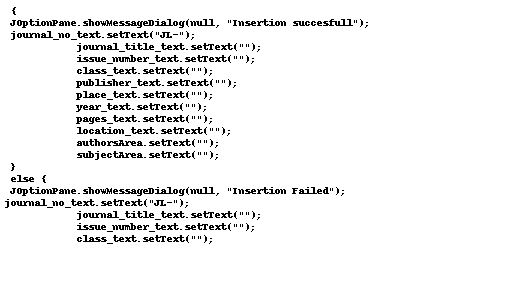 {
JOptionPane.showMessageDialog(null, "Insertion succesfull");
journal_no_text.setText("JL-");
journal_title_text.setText("");
issue_number_text.setText("");
class_text.setText("");
publisher_text.setText("");
place_text.setText("");
year_text.setText("");
pages_text.setText("");
location_text.setText("");
authorsArea.setText("");
subjectArea.setText("");
}
else {
JOptionPane.showMessageDialog(null, "Insertion Failed");
journal_no_text.setText("JL-");
journal_title_text.setText("");
issue_number_text.setText("");
class_text.setText("");